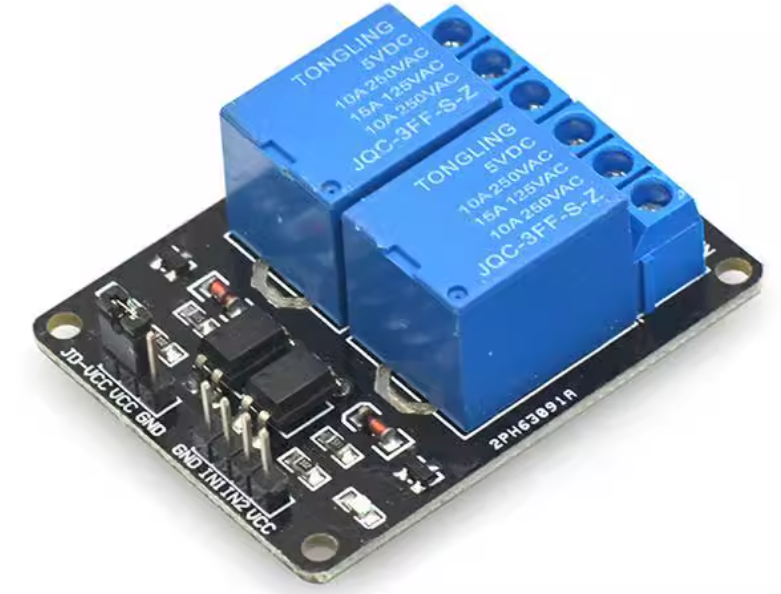 TONGLING
5VDC
10A 250VAC
15A 125VAC
10A 250VAC
JQC-3FF-S-Z
TONGLING
5VDC
10A 250VAC
15A 125VAC
10A 250VAC
JQC-3FF-S-Z
JD-VCC VCC GND
GND IN1 IN2 VCC
2PH63091A